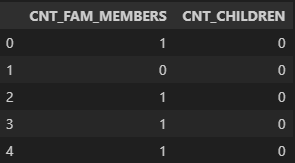 CNT_FAM_MEMBERS CNT_CHILDREN
0 1 0
1 0 0
2 1 0
3 1 0
4 1 0